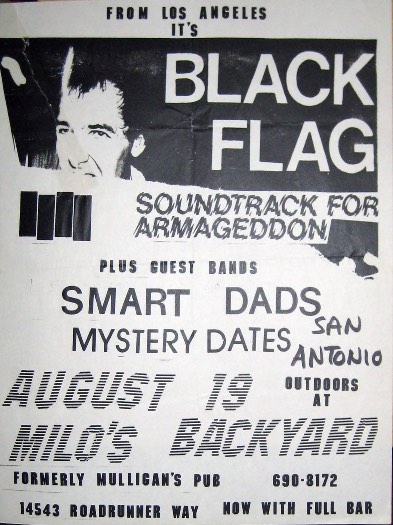 FROM LOS ANGELES
IT'S
BLACK
FLAG
SOUNDTRACK FOR
ARMAGEDDON
PLUS GUEST BANDS
SMART DADS
MYSTERY DATES
SAN
ANTONIO
AUGUST 19
OUTDOORS
AT
MILO'S BACKYARD
FORMERLY MULLIGAN'S PUB 690-8172
14543 ROADRUNNER WAY NOW WITH FULL BAR